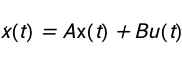 ẋ(t) = Ax(t) + Bu(t)